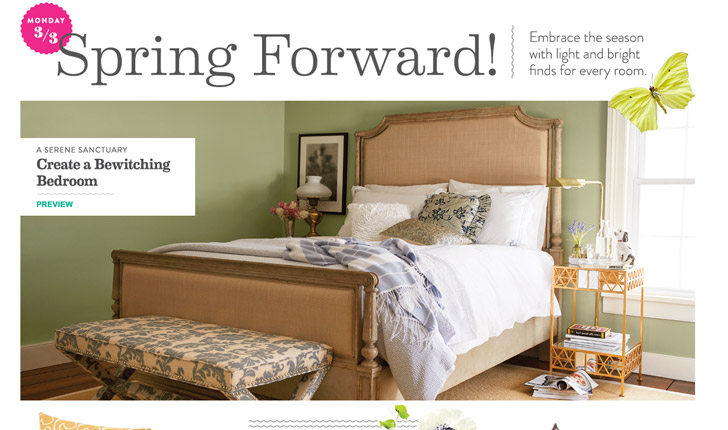 MONDAY
3/3
Spring Forward!
Embrace the season
with light and bright
finds for every room.
A SERENE SANCTUARY
Create a Bewitching
Bedroom
PREVIEW